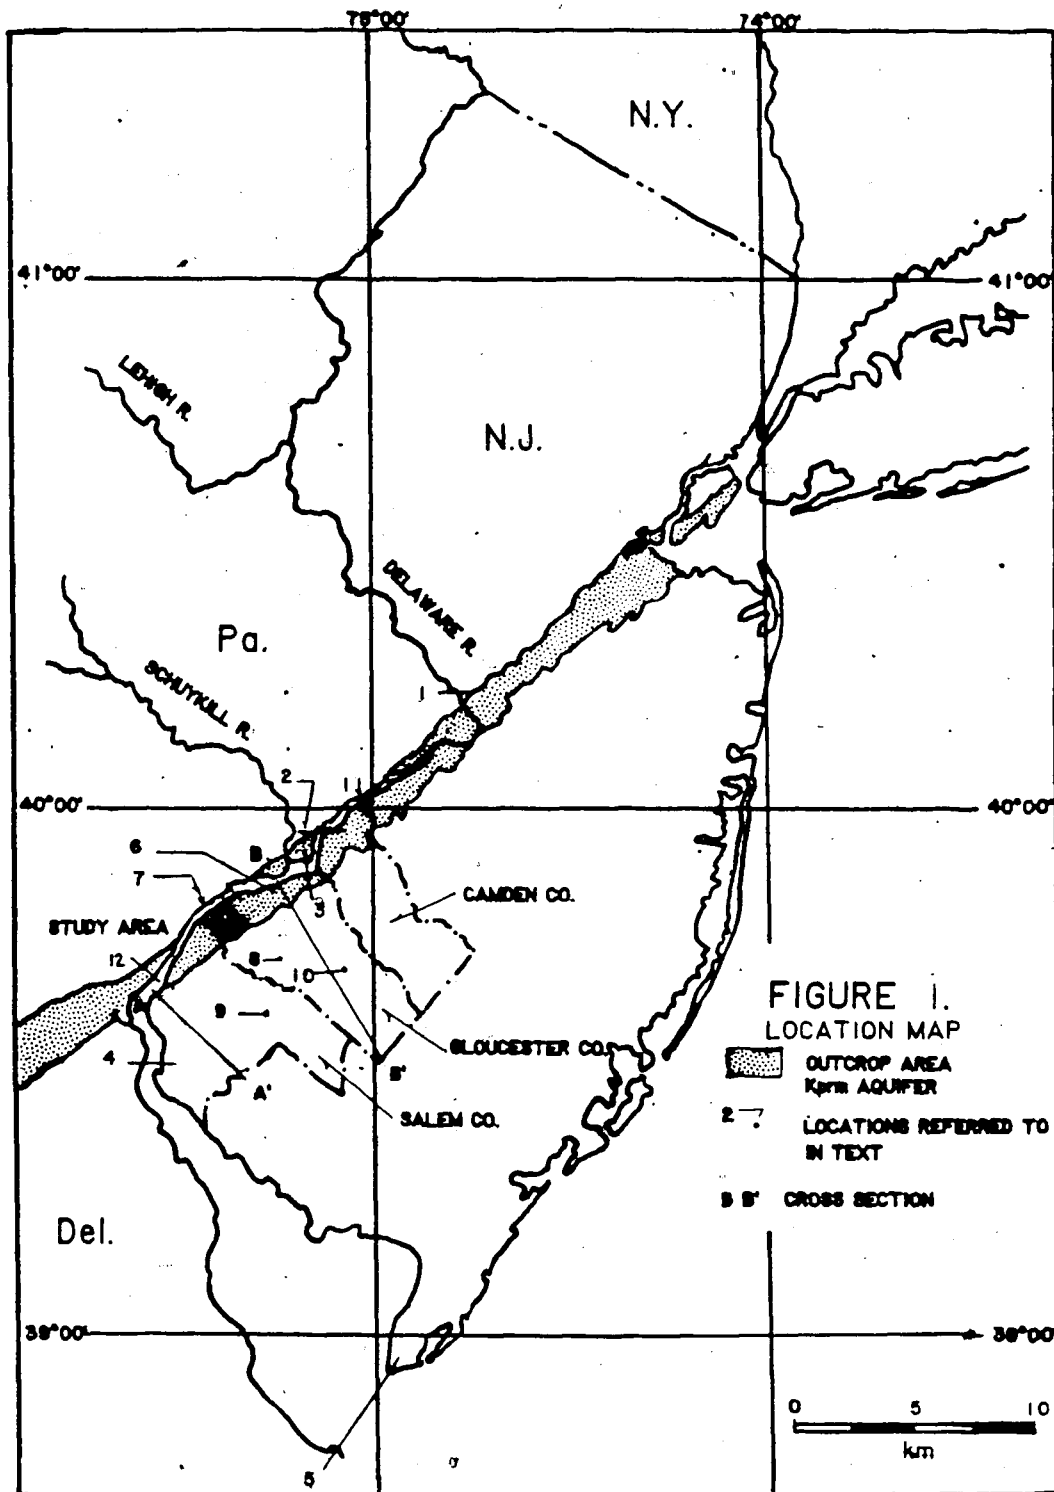 75°00' 74°00'
N.Y.
41°00' 41°00'
LEHIGH R.
N.J.
DELAWARE R.
Pa.
SCHUYKILL R.
1
2 11
40°00' 40°00'
6 B
7 3
CAMDEN CO.
STUDY AREA
12 8 10
A
9
FIGURE 1.
LOCATION MAP
GLOUCESTER CO.
4 B'
A'
SALEM CO.
OUTCROP AREA
Kprm AQUIFER
2 LOCATIONS REFERRED TO
IN TEXT
B B' CROSS SECTION
Del.
39°00' 39°00'
0 5 10
km
5